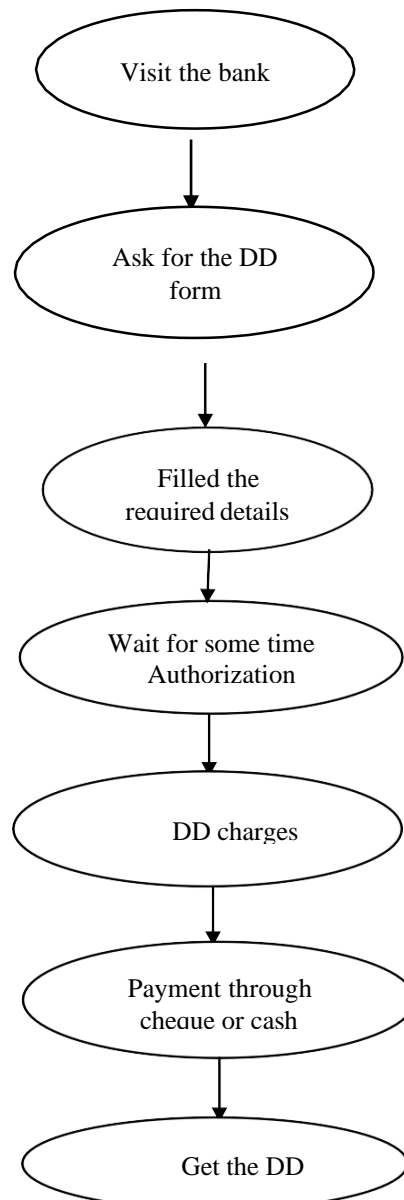 Visit the bank
Ask for the DD
form
Filled the
required details
Wait for some time
Authorization
DD charges
Payment through
cheque or cash
Get the DD